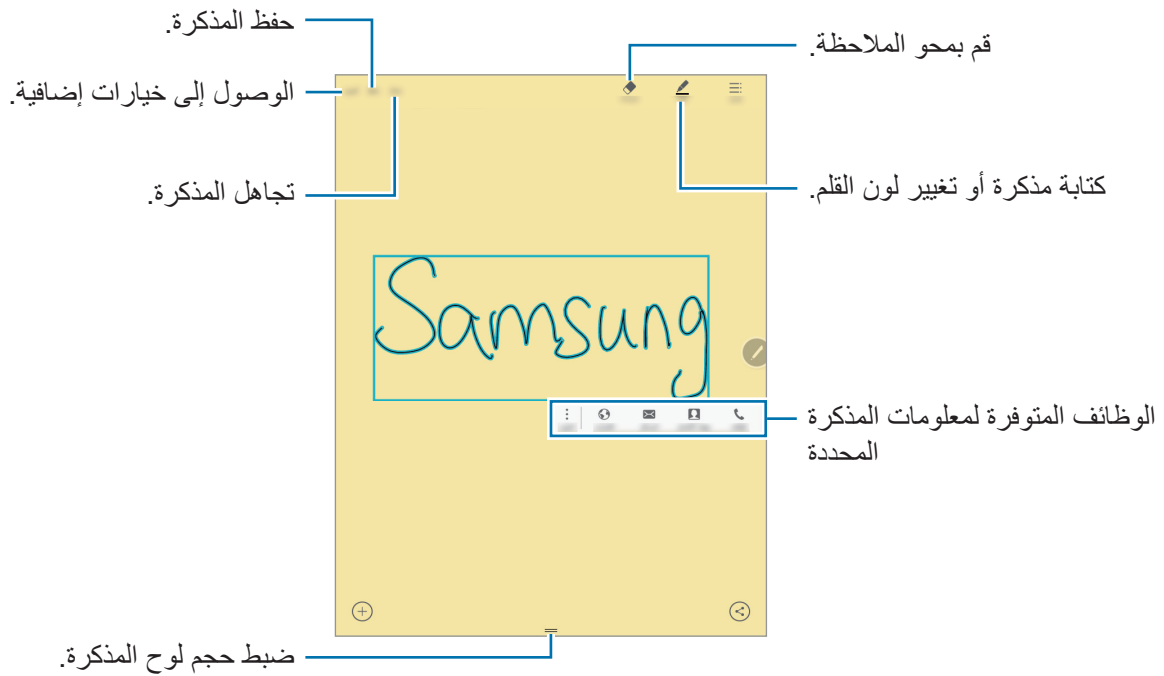 حفظ المذكرة.
قم بمحو الملاحظة.
الوصول إلى خيارات إضافية.
تجاهل المذكرة.
كتابة مذكرة أو تغيير لون القلم.
Samsung
الوظائف المتوفرة لمعلومات المذكرة
المحددة
ضبط حجم لوح المذكرة.